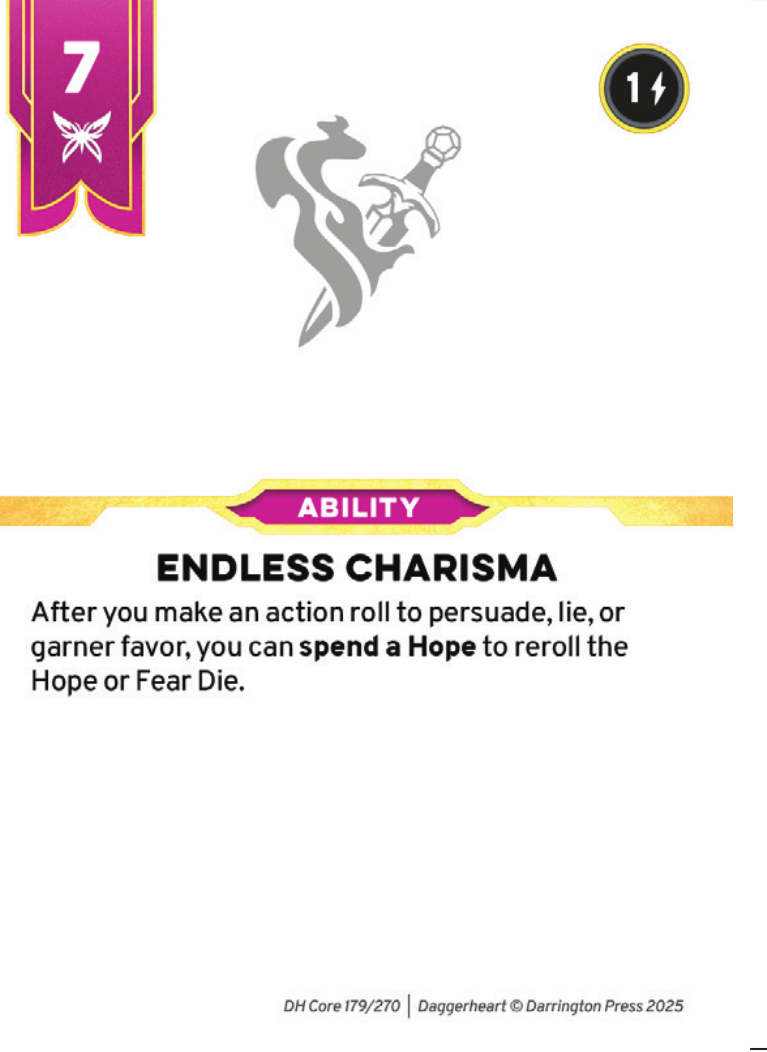 7
1
ABILITY
ENDLESS CHARISMA
After you make an action roll to persuade, lie, or
garner favor, you can spend a Hope to reroll the
Hope or Fear Die.
DH Core 179/270 | Daggerheart © Darrington Press 2025